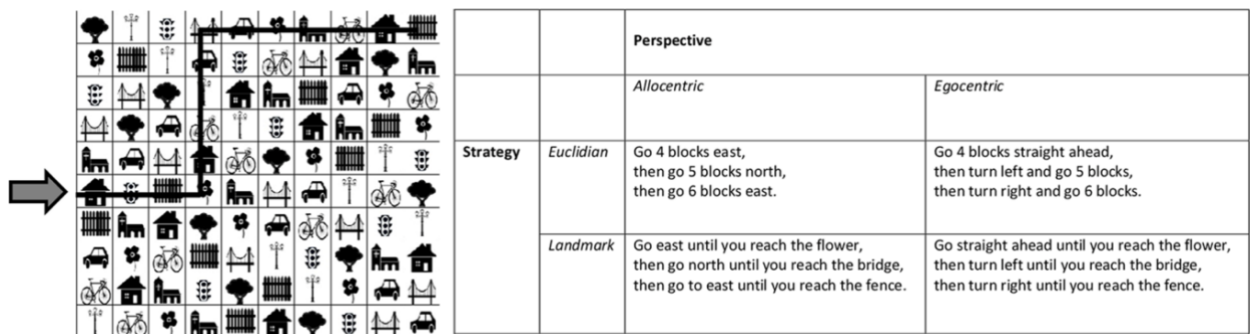 Perspective
Allocentric
Egocentric
Strategy
Euclidian
Go 4 blocks east,
then go 5 blocks north,
then go 6 blocks east.
Go 4 blocks straight ahead,
then turn left and go 5 blocks,
then turn right and go 6 blocks.
Landmark
Go east until you reach the flower,
then go north until you reach the bridge,
then go to east until you reach the fence.
Go straight ahead until you reach the flower,
then turn left until you reach the bridge,
then turn right until you reach the fence.